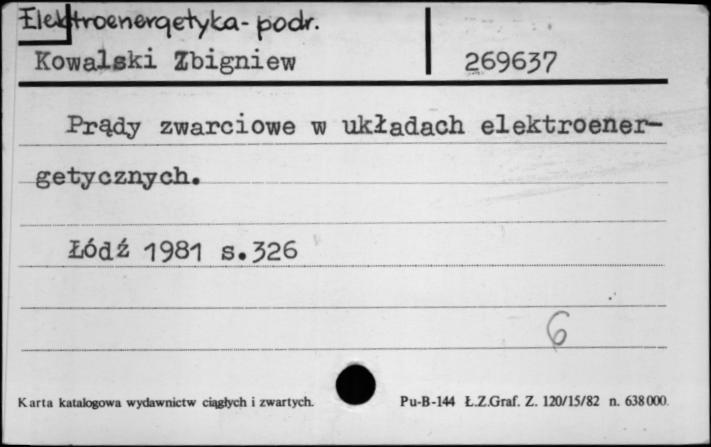 Elektroenergetyka - podr.
Kowalski Zbigniew 269637
Prądy zwarciowe w układach elektroener-
getycznych.
Łódź 1981 s.326
6
Karta katalogowa wydawnictw ciągłych i zwartych. Pu-B-144 Ł.Z.Graf. Z. 120/15/82 n. 638000.